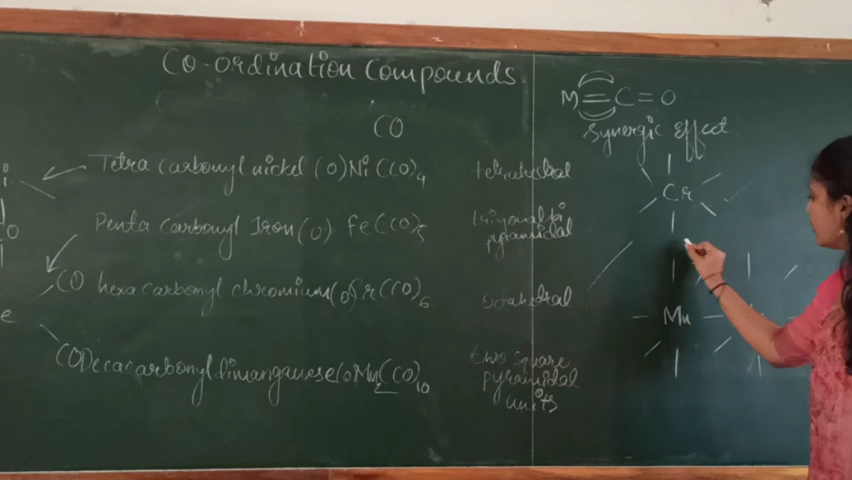 Co-ordination Compounds
CO
Tetra carbonyl nickel (0) Ni(CO)4 tetrahedral
Penta carbonyl Iron (0) Fe(CO)5 trigonal bi
pyramidal
CO hexa carbonyl chromium (0) Cr(CO)6 octahedral
CO Decacarbonyl dimanganese (0) Mn2(CO)10 two square
pyramidal
units
i
O
e
M≡C=O
Synergic Effect
Cr
Mn